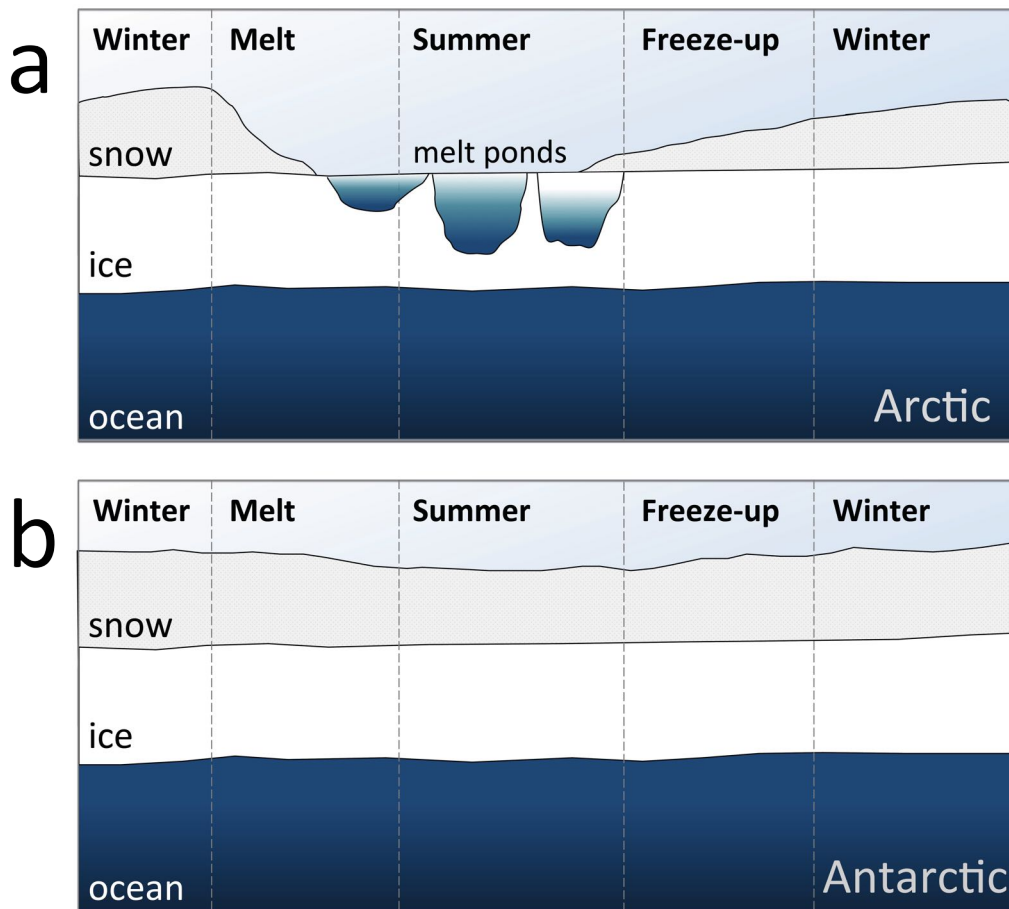 a
Winter Melt Summer Freeze-up Winter
snow
melt ponds
ice
ocean
Arctic
b
Winter Melt Summer Freeze-up Winter
snow
ice
ocean
Antarctic